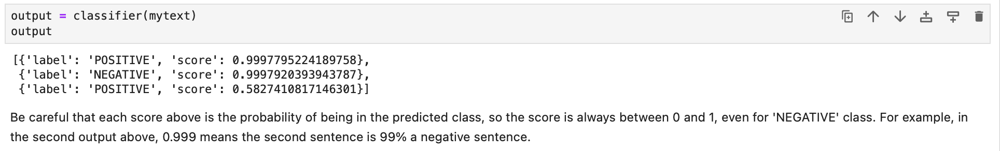 output = classifier(mytext)
output
[{'label': 'POSITIVE', 'score': 0.9997795224189758},
{'label': 'NEGATIVE', 'score': 0.9997920393943787},
{'label': 'POSITIVE', 'score': 0.5827410817146301}]
Be careful that each score above is the probability of being in the predicted class, so the score is always between 0 and 1, even for 'NEGATIVE' class. For example, in
the second output above, 0.999 means the second sentence is 99% a negative sentence.